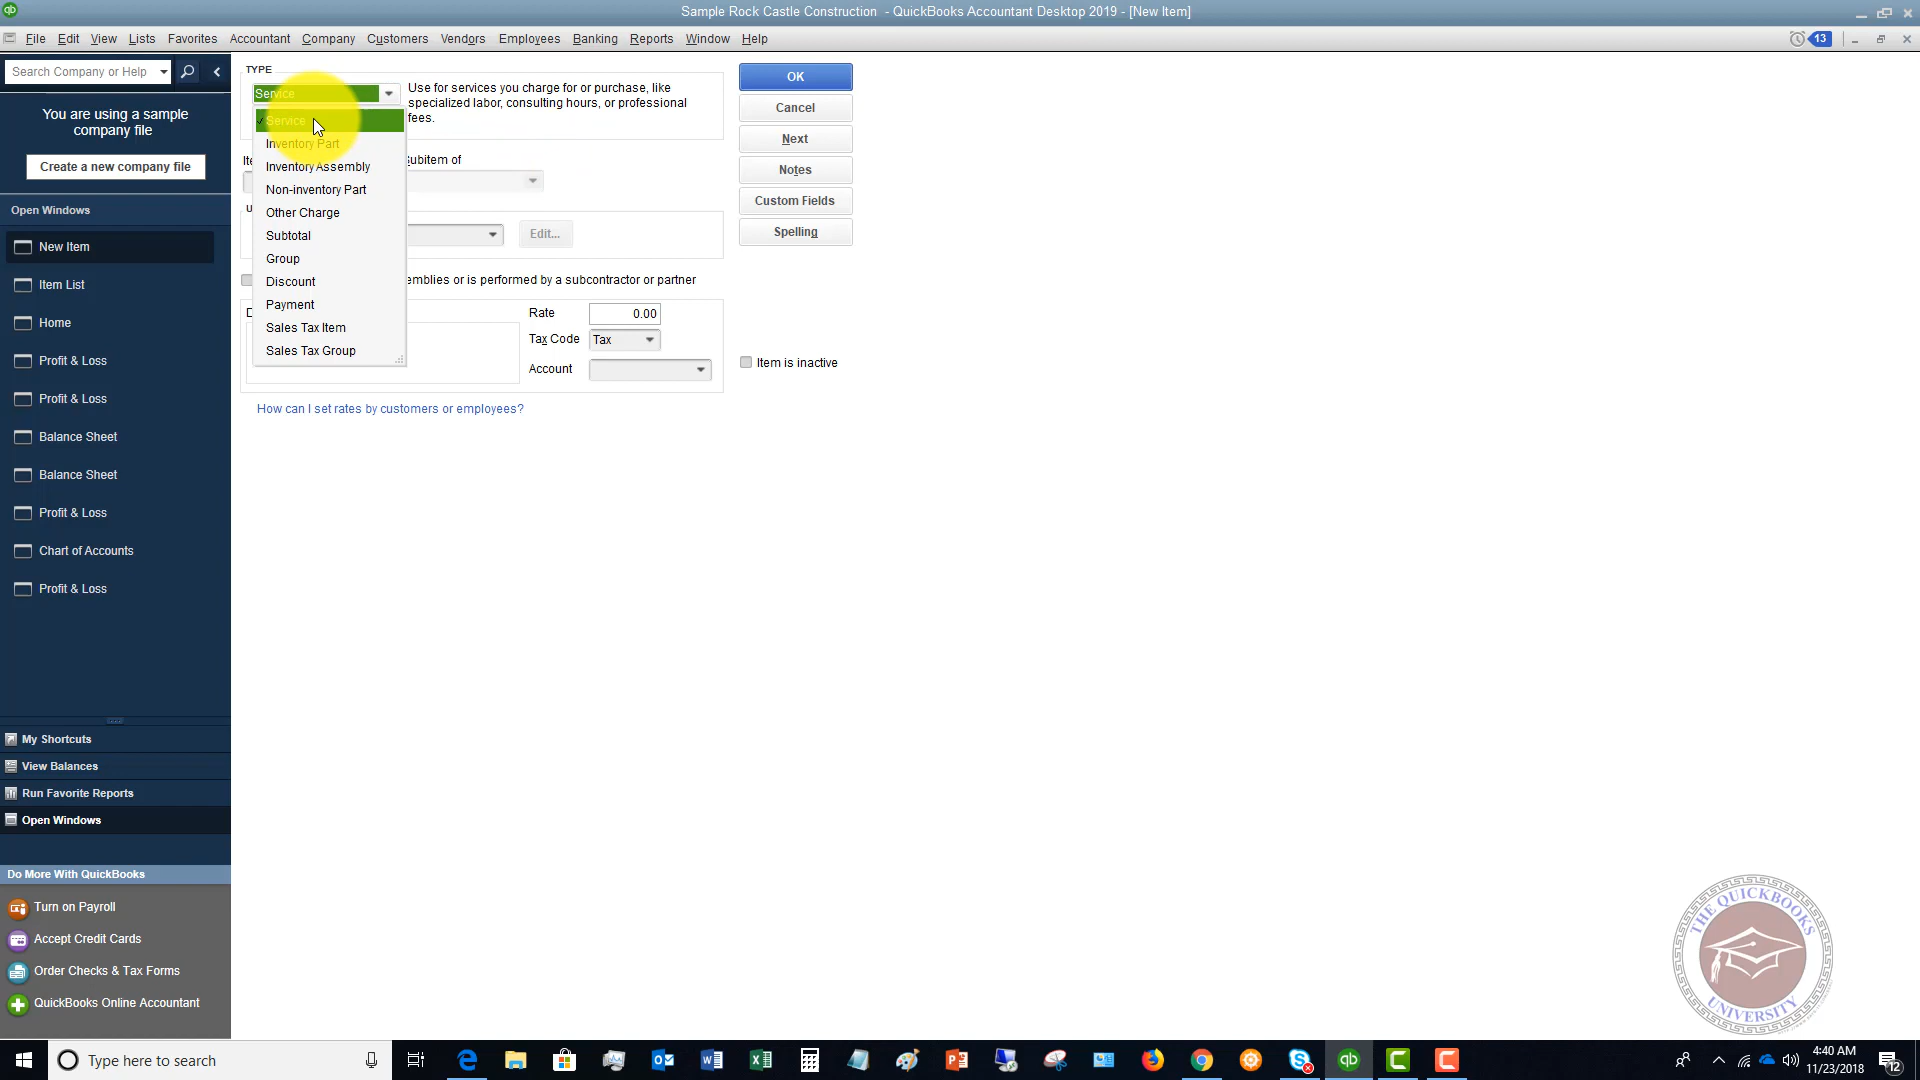 Sample Rock Castle Construction - QuickBooks Accountant Desktop 2019 - [New Item]
File Edit View Lists Favorites Accountant Company Customers Vendors Employees Banking Reports Window Help
13
Search Company or Help
You are using a sample
company file
Create a new company file
Open Windows
New Item
Item List
Home
Profit & Loss
Profit & Loss
Balance Sheet
Balance Sheet
Profit & Loss
Chart of Accounts
Profit & Loss
My Shortcuts
View Balances
Run Favorite Reports
Open Windows
Do More With QuickBooks
Turn on Payroll
Accept Credit Cards
Order Checks & Tax Forms
QuickBooks Online Accountant
TYPE
Service
Use for services you charge for or purchase, like
specialized labor, consulting hours, or professional
fees.
Service
Inventory Part
Inventory Assembly
Non-inventory Part
Other Charge
Subtotal
Group
Discount
Payment
Sales Tax Item
Sales Tax Group
ubitem of
Edit...
emblies or is performed by a subcontractor or partner
Rate 0.00
Tax Code Tax
Account
How can I set rates by customers or employees?
OK
Cancel
Next
Notes
Custom Fields
Spelling
Item is inactive
THE QUICKBOOKS
UNIVERSITY
Type here to search
4:40 AM
11/23/2018
12